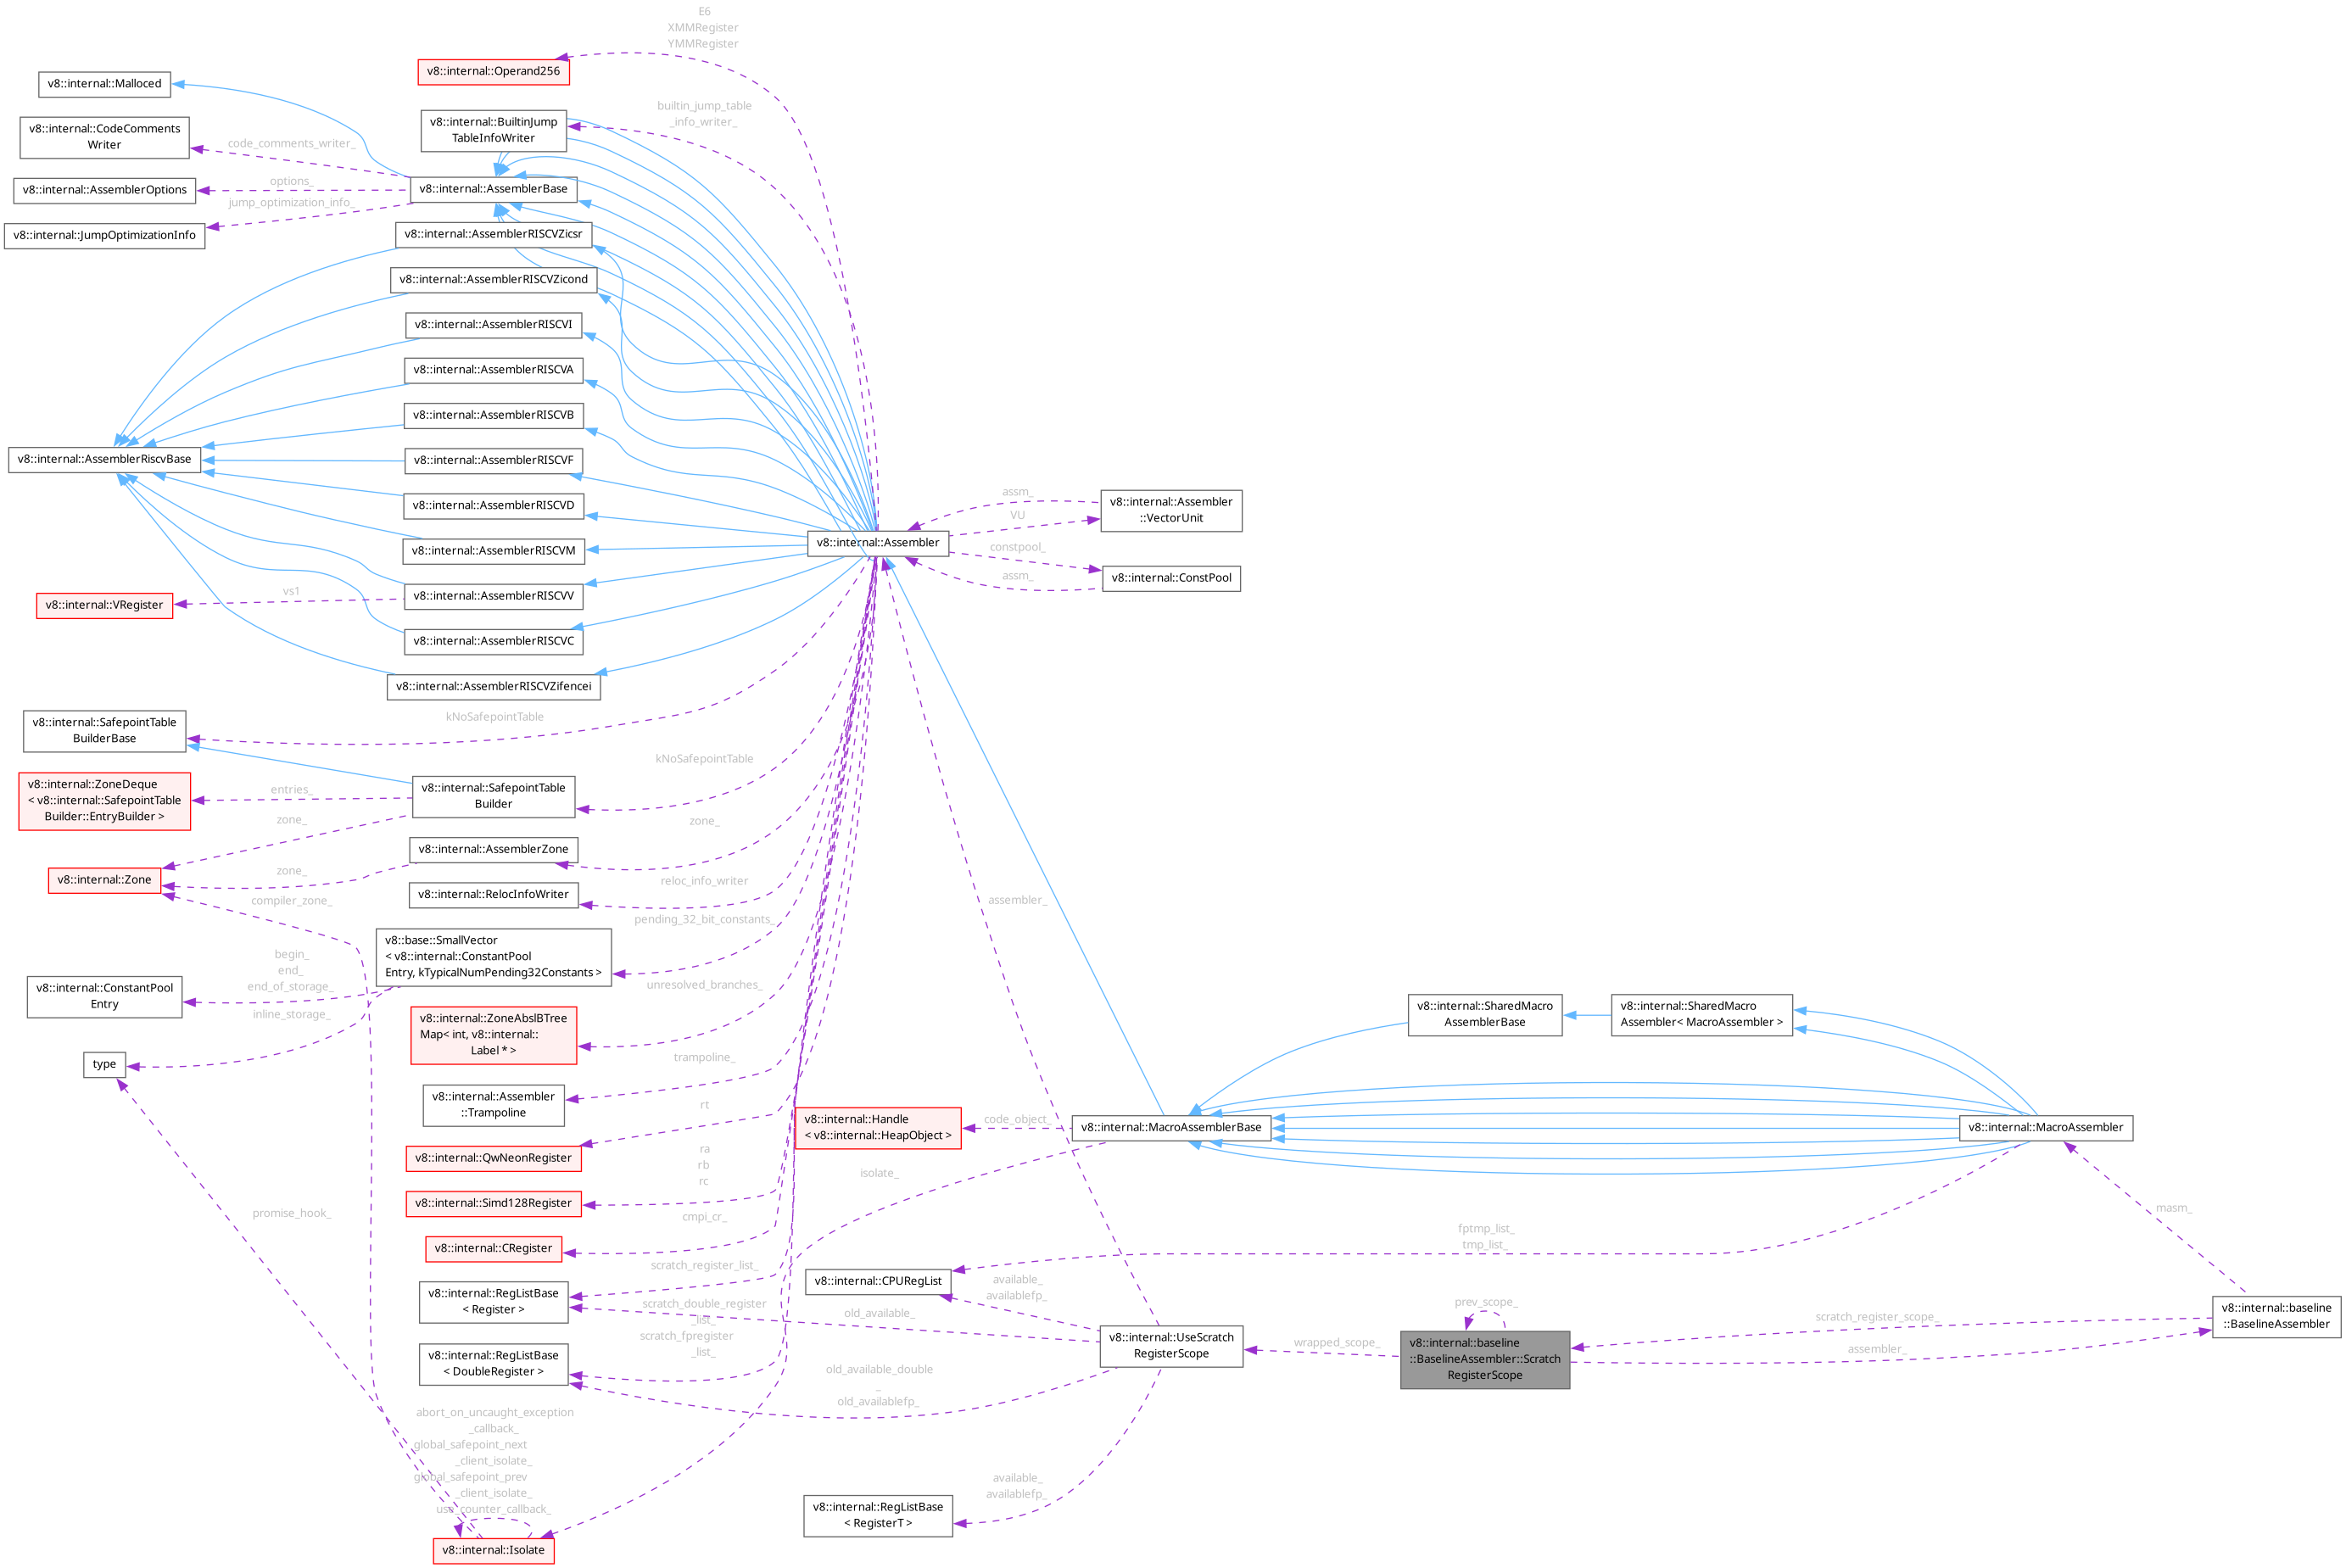 E6
XMMRegister
YMMRegister
v8::internal::Operand256
v8::internal::Malloced
builtin_jump_table
_info_writer_
v8::internal::BuiltinJump
TableInfoWriter
v8::internal::CodeComments
Writer
code_comments_writer_
v8::internal::AssemblerOptions
options_
v8::internal::AssemblerBase
jump_optimization_info_
v8::internal::JumpOptimizationInfo
v8::internal::AssemblerRISCVZicsr
v8::internal::AssemblerRISCVZicond
v8::internal::AssemblerRISCVI
v8::internal::AssemblerRISCVA
v8::internal::AssemblerRISCVB
v8::internal::AssemblerRiscvBase
v8::internal::AssemblerRISCVF
v8::internal::AssemblerRISCVD
v8::internal::AssemblerRISCVM
v8::internal::Assembler
assm_
VU
v8::internal::Assembler
::VectorUnit
constpool_
assm_
v8::internal::ConstPool
v8::internal::VRegister
vs1
v8::internal::AssemblerRISCVV
v8::internal::AssemblerRISCVC
v8::internal::AssemblerRISCVZifencei
kNoSafepointTable
v8::internal::SafepointTable
BuilderBase
kNoSafepointTable
v8::internal::ZoneDeque
< v8::internal::SafepointTable
Builder::EntryBuilder >
entries_
v8::internal::SafepointTable
Builder
zone_
zone_
v8::internal::AssemblerZone
v8::internal::Zone
zone_
compiler_zone_
v8::internal::RelocInfoWriter
reloc_info_writer
assembler_
pending_32_bit_constants_
v8::base::SmallVector
< v8::internal::ConstantPool
Entry, kTypicalNumPending32Constants >
begin_
end_
end_of_storage_
v8::internal::ConstantPool
Entry
inline_storage_
unresolved_branches_
v8::internal::ZoneAbslBTree
Map< int, v8::internal::
Label * >
type
trampoline_
v8::internal::Assembler
::Trampoline
v8::internal::SharedMacro
AssemblerBase
v8::internal::SharedMacro
Assembler< MacroAssembler >
rt
v8::internal::QwNeonRegister
v8::internal::Handle
< v8::internal::HeapObject >
code_object_
v8::internal::MacroAssemblerBase
v8::internal::MacroAssembler
ra
rb
rc
v8::internal::Simd128Register
isolate_
promise_hook_
cmpi_cr_
v8::internal::CRegister
fptmp_list_
tmp_list_
masm_
scratch_register_list_
v8::internal::RegListBase
< Register >
v8::internal::CPURegList
available_
availablefp_
scratch_double_register
_list_
scratch_fpregister
_list_
old_available_
v8::internal::UseScratch
RegisterScope
wrapped_scope_
prev_scope_
v8::internal::baseline
::BaselineAssembler::Scratch
RegisterScope
scratch_register_scope_
assembler_
v8::internal::baseline
::BaselineAssembler
v8::internal::RegListBase
< DoubleRegister >
old_available_double
_
old_availablefp_
abort_on_uncaught_exception
_callback_
global_safepoint_next
_client_isolate_
global_safepoint_prev
_client_isolate_
use_counter_callback_
v8::internal::Isolate
v8::internal::RegListBase
< RegisterT >
available_
availablefp_